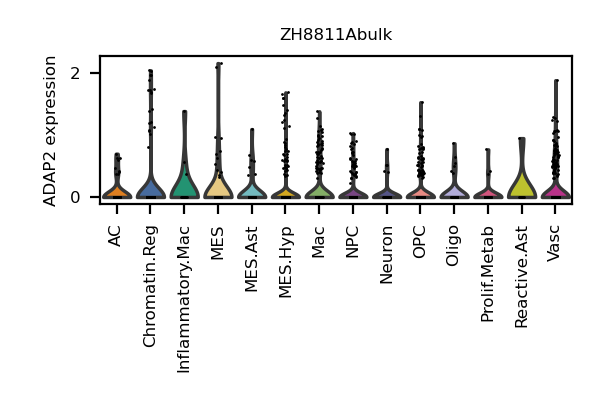 ZH8811Abulk
ADAP2 expression
2
0
AC
Chromatin.Reg
Inflammatory.Mac
MES
MES.Ast
MES.Hyp
Mac
NPC
Neuron
OPC
Oligo
Prolif.Metab
Reactive.Ast
Vasc